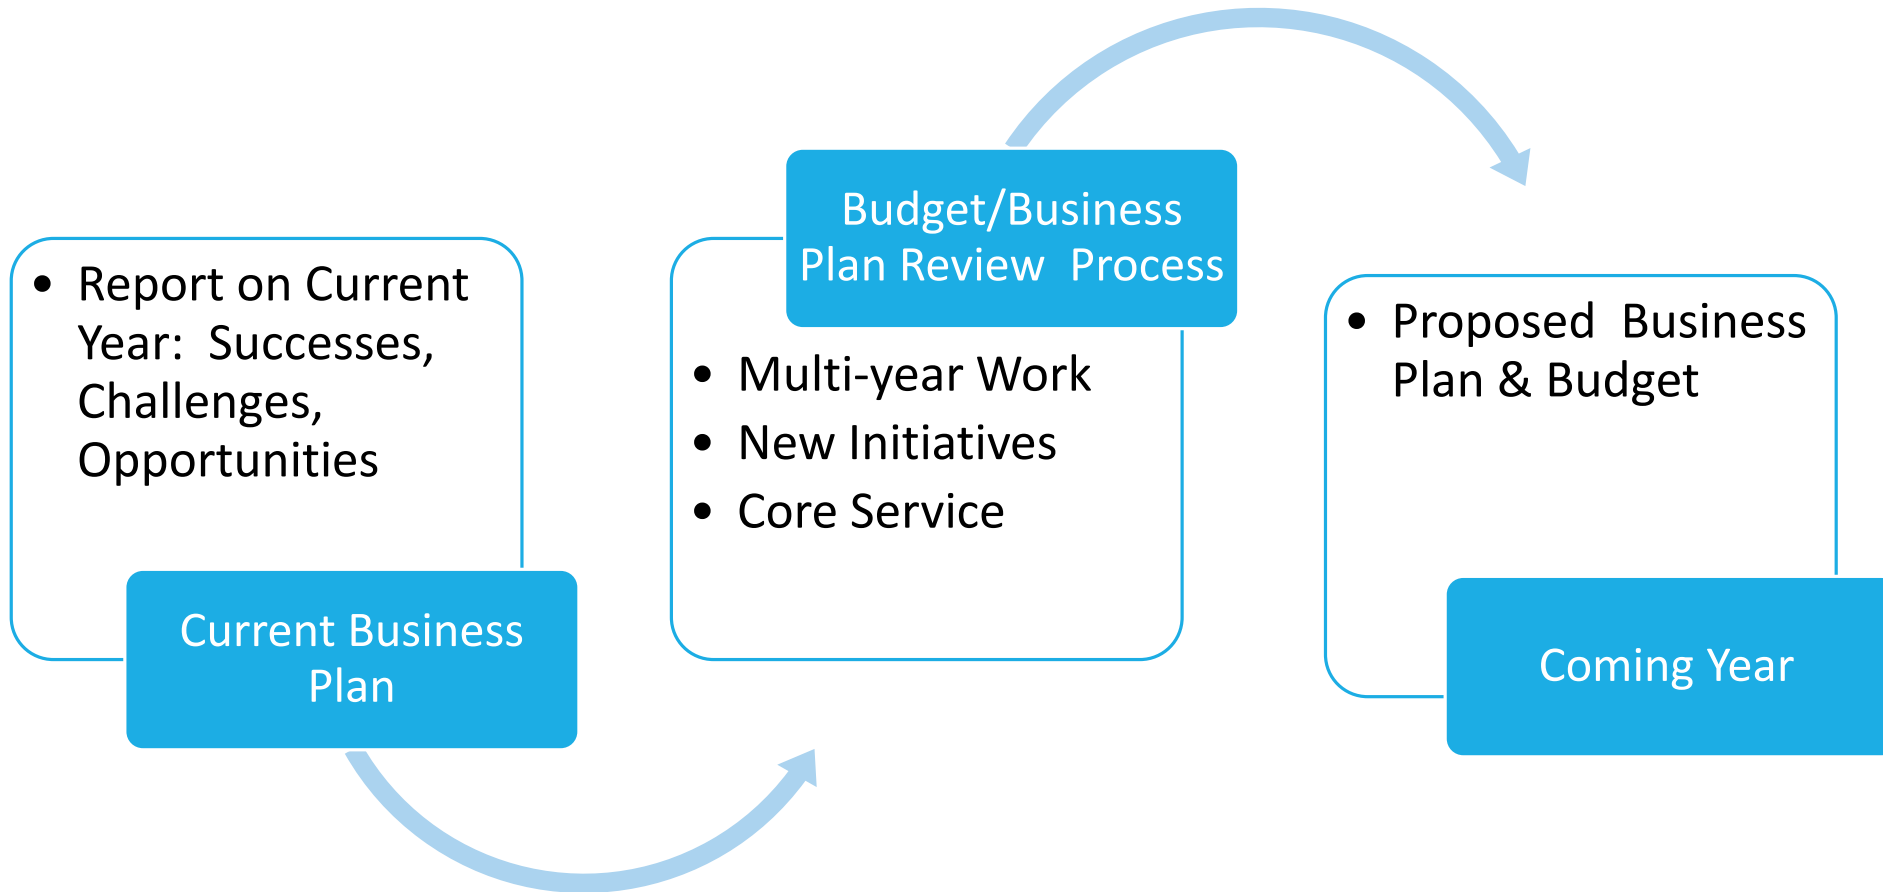 • Report on Current
Year:  Successes,
Challenges,
Opportunities
Current Business
Plan
Budget/Business
Plan Review  Process
• Multi-year Work
• New Initiatives
• Core Service
• Proposed  Business
Plan & Budget
Coming Year